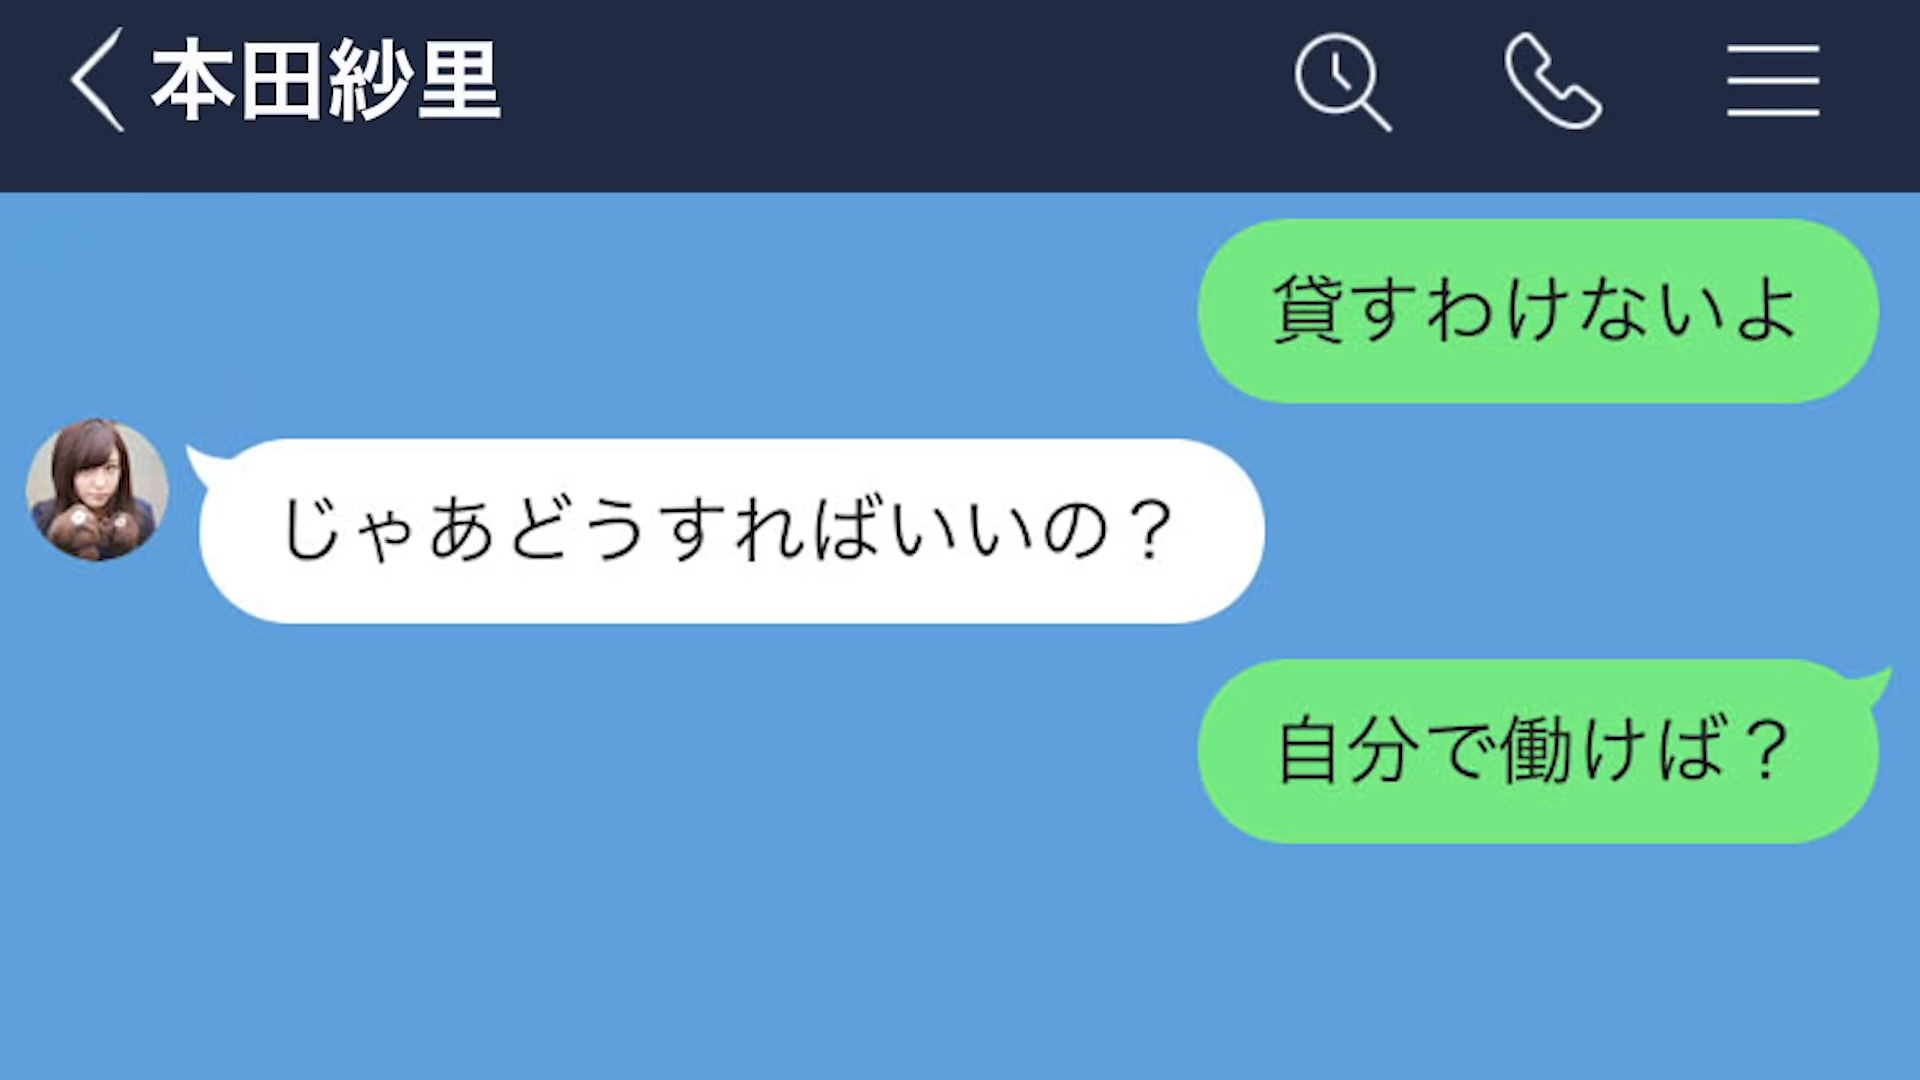 本田紗里
貸すわけないよ
じゃあどうすればいいの？
自分で働けば？